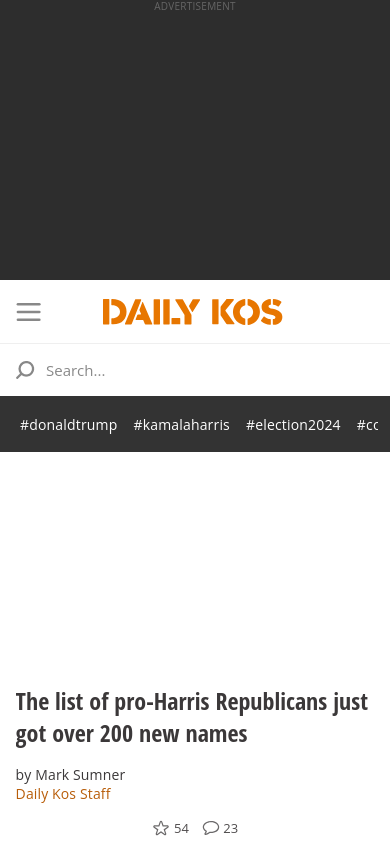 ADVERTISEMENT
DAILY KOS
Search...
#donaldtrump #kamalaharris #election2024 #cc
The list of pro-Harris Republicans just
got over 200 new names
by Mark Sumner
Daily Kos Staff
54 23